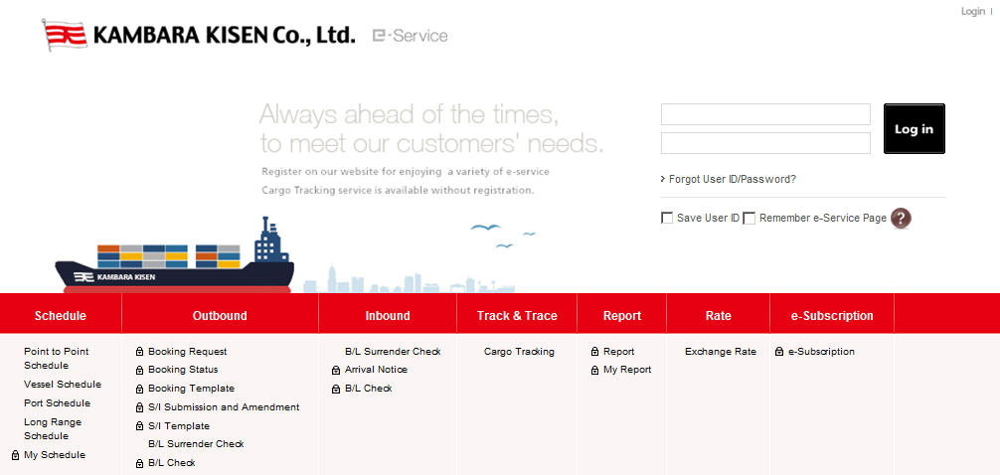 Login
KAMBARA KISEN Co., Ltd. e-Service
Always ahead of the times,
to meet our customers' needs.
Register on our website for enjoying a variety of e-service
Cargo Tracking service is available without registration.
Log in
Forgot User ID/Password?
Save User ID
Remember e-Service Page
?
KAMBARA KISEN
Schedule
Point to Point
Schedule
Vessel Schedule
Port Schedule
Long Range
Schedule
My Schedule
Outbound
Booking Request
Booking Status
Booking Template
S/I Submission and Amendment
S/I Template
B/L Surrender Check
B/L Check
Inbound
B/L Surrender Check
Arrival Notice
B/L Check
Track & Trace
Cargo Tracking
Report
Report
My Report
Rate
Exchange Rate
e-Subscription
e-Subscription